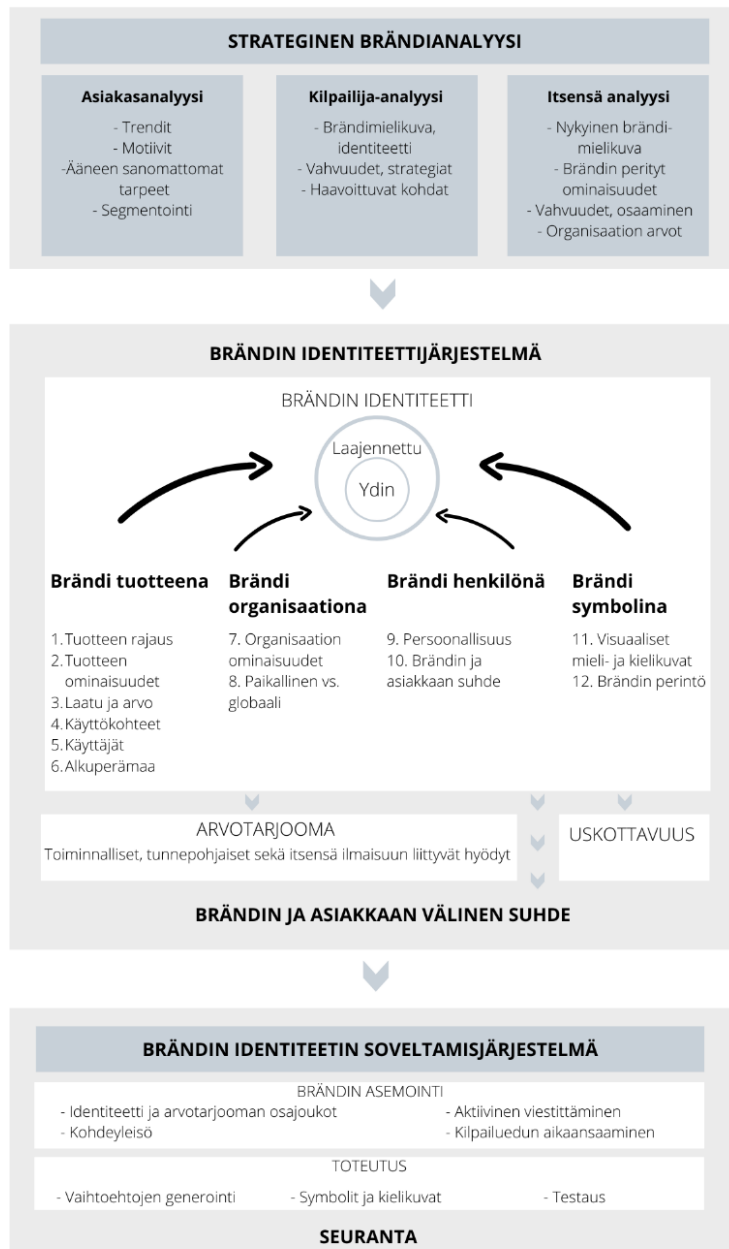 STRATEGINEN BRÄNDIANALYYSI
Asiakasanalyysi
- Trendit
- Motiivit
-Ääneen sanomattomat
tarpeet
- Segmentointi
Kilpailija-analyysi
- Brändimielikuva,
identiteetti
- Vahvuudet, strategiat
- Haavoittuvat kohdat
Itsensä analyysi
- Nykyinen brändi-
mielikuva
- Brändin perityt
ominaisuudet
- Vahvuudet, osaaminen
- Organisaation arvot
BRÄNDIN IDENTITEETTIJÄRJESTELMÄ
BRÄNDIN IDENTITEETTI
Laajennettu
Ydin
Brändi tuotteena
1. Tuotteen rajaus
2. Tuotteen
ominaisuudet
3. Laatu ja arvo
4. Käyttökohteet
5. Käyttäjät
6. Alkuperämaa
Brändi
organisaationa
7. Organisaation
ominaisuudet
8. Paikallinen vs.
globaali
Brändi henkilönä
9. Persoonallisuus
10. Brändin ja
asiakkaan suhde
Brändi
symbolina
11. Visuaaliset
mieli- ja kielikuvat
12. Brändin perintö
ARVOTARJOOMA
Toiminnalliset, tunnepohjaiset sekä itsensä ilmaisuun liittyvät hyödyt
USKOTTAVUUS
BRÄNDIN JA ASIAKKAAN VÄLINEN SUHDE
BRÄNDIN IDENTITEETIN SOVELTAMISJÄRJESTELMÄ
BRÄNDIN ASEMOINTI
- Identiteetti ja arvotarjooman osajoukot
- Kohdeyleisö
- Aktiivinen viestittäminen
- Kilpailuedun aikaansaaminen
TOTEUTUS
- Vaihtoehtojen generointi
- Symbolit ja kielikuvat
- Testaus
SEURANTA